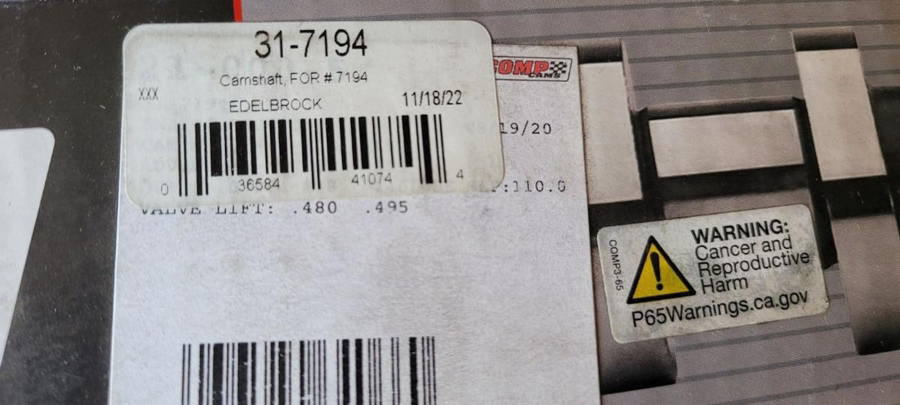 31-7194
Camshaft, FOR # 7194
XXX
EDELBROCK 11/18/22
0 36584 41074 4
COMP
CAMS
19/20
:110.0
VALVE LIFT: .480 .495
COMP3-65
WARNING:
Cancer and
Reproductive
Harm
P65Warnings.ca.gov